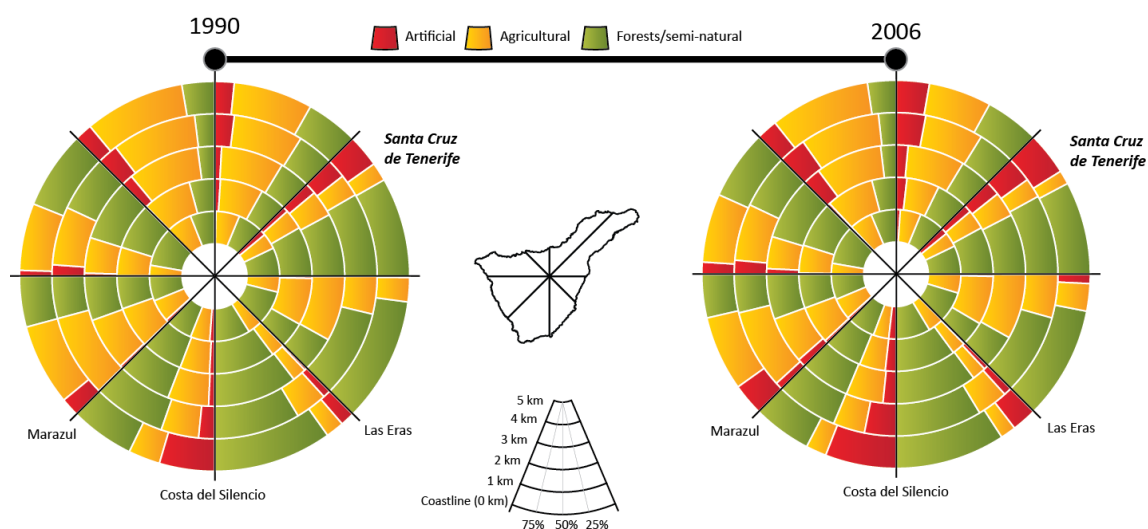 1990
Artificial
Agricultural
Forests/semi-natural
2006
Santa Cruz
de Tenerife
Santa Cruz
de Tenerife
Marazul
Las Eras
Costa del Silencio
5 km
4 km
3 km
2 km
1 km
Coastline (0 km)
75% 50% 25%
Marazul
Las Eras
Costa del Silencio